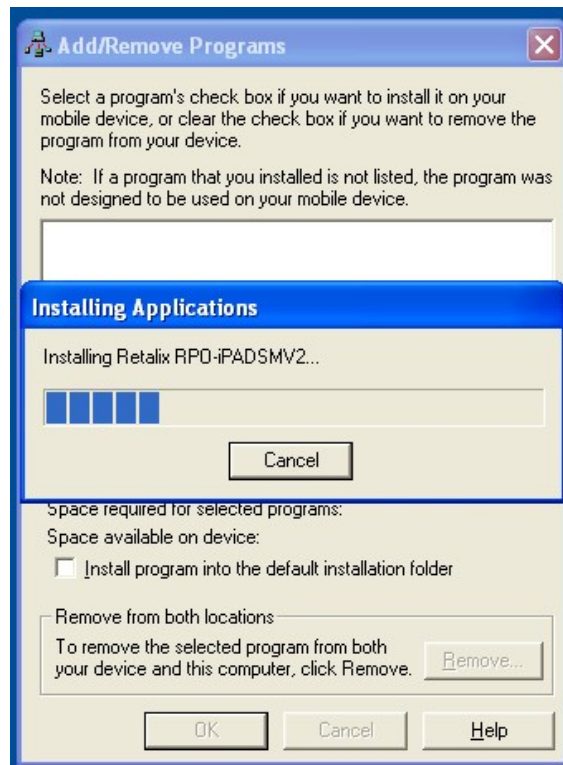 Add/Remove Programs
Select a program's check box if you want to install it on your
mobile device, or clear the check box if you want to remove the
program from your device.
Note: If a program that you installed is not listed, the program was
not designed to be used on your mobile device.
Installing Applications
Installing Retalix RPO-iPADSMV2...
Cancel
Space required for selected programs:
Space available on device:
Install program into the default installation folder
Remove from both locations
To remove the selected program from both
your device and this computer, click Remove.
Remove...
OK
Cancel
Help